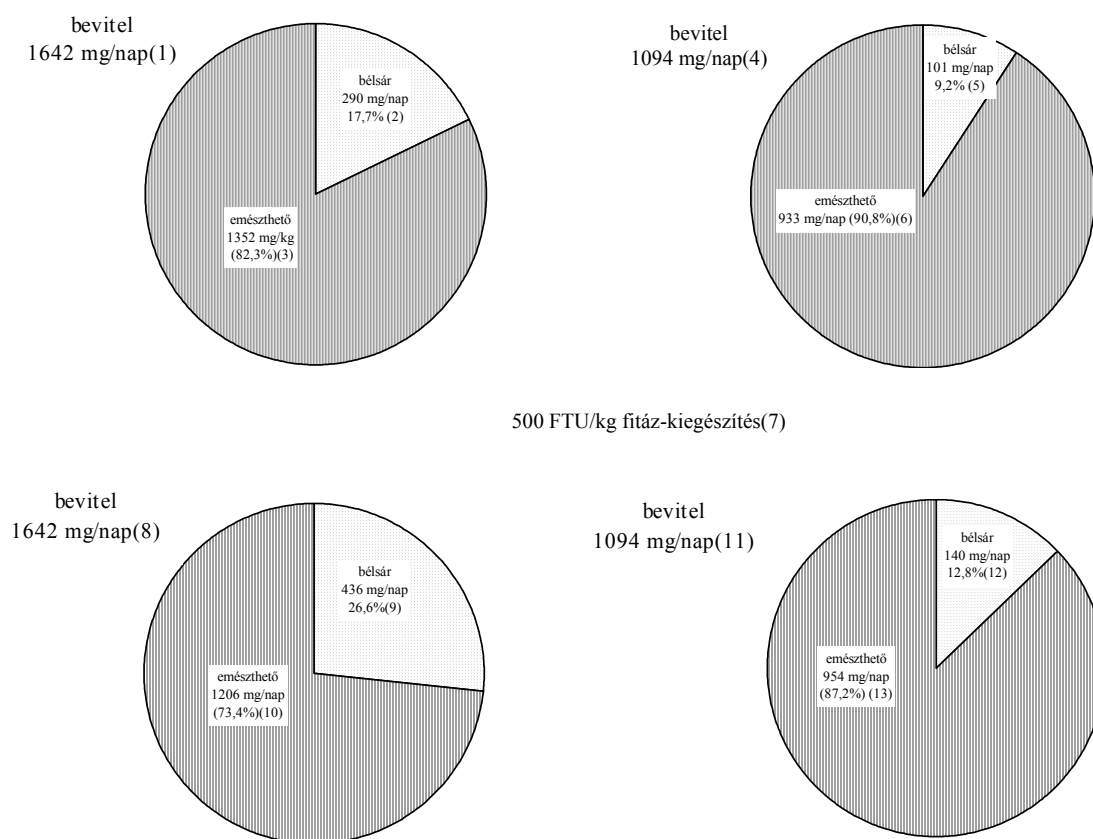 bevitel
1642 mg/nap(1)
bélsár
290 mg/nap
17,7% (2)
emészthető
1352 mg/kg
(82,3%)(3)
bevitel
1094 mg/nap(4)
bélsár
101 mg/nap
9,2% (5)
emészthető
933 mg/nap (90,8%)(6)
500 FTU/kg fitáz-kiegészítés(7)
bevitel
1642 mg/nap(8)
bélsár
436 mg/nap
26,6%(9)
emészthető
1206 mg/nap
(73,4%)(10)
bevitel
1094 mg/nap(11)
bélsár
140 mg/nap
12,8%(12)
emészthető
954 mg/nap
(87,2%) (13)